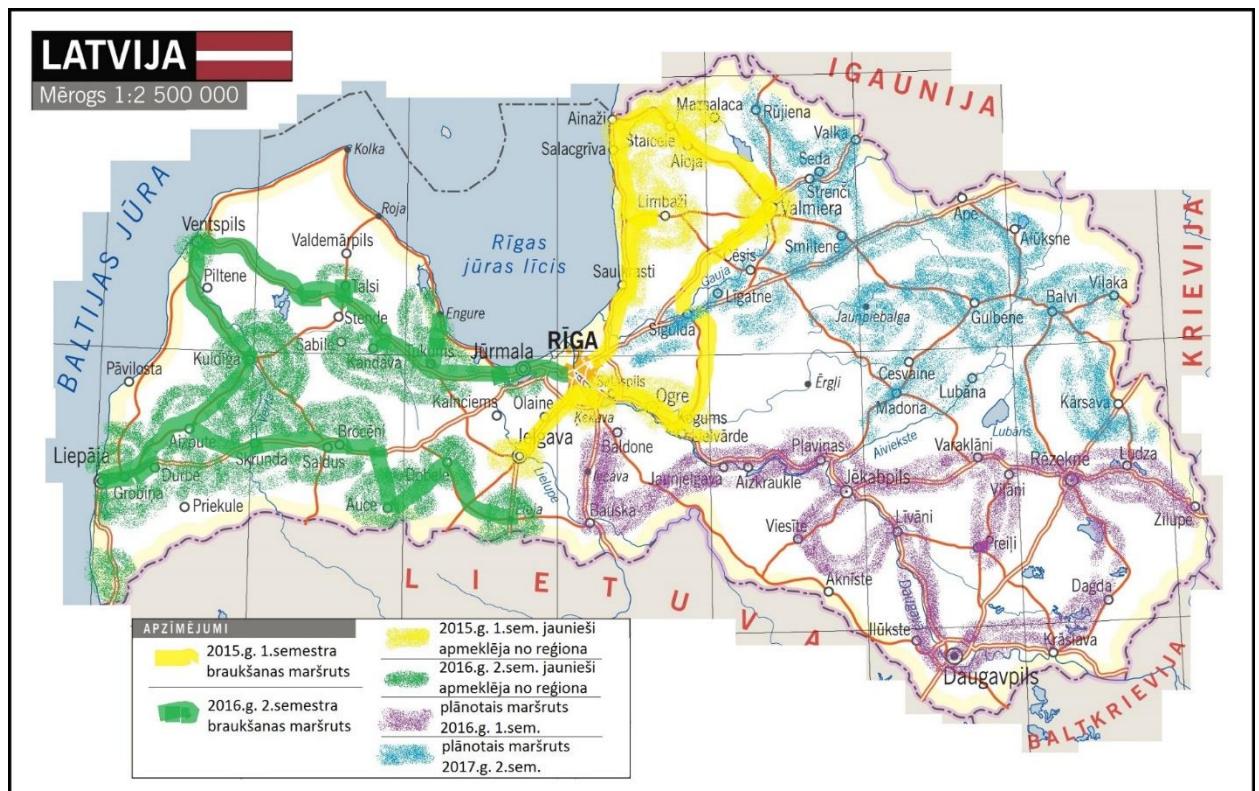 LATVIJA
Mērogs 1:2 500 000
IGAUNIJA
KRIEVIJA
BALTKRIEVIJA
LIETUVA
BALTIJAS JŪRA
Rīgas
jūras līcis
Ainaži
Mazsalaca
Rūjiena
Valka
Staicele
Salacgrīva
Aloja
Seda
Strenči
Kolka
Limbaži
Valmiera
Ape
Roja
Smiltene
Alūksne
Ventspils
Valdemārpils
Cēsis
Saulkrasti
Gauja
Līgatne
Piltene
Talsi
Vilaka
Jaunpiebalga
Gulbene
Balvi
Stende
Engure
Sigulda
RĪGA
Kuldīga
Sabile
Kandava
Jūrmala
Pāvilosta
Cesvaine
Lubāna
Ērgļi
Kalnciems
Olaine
Salaspils
Ogre
Madona
Kārsava
Ķekava
Lubāns
Aizpute
Brocēni
Jelgava
Baldone
Aiviekste
Liepāja
Skrunda
Saldus
Pļaviņas
Varakļāni
Rēzekne
Ludza
Durbe
Grobiņa
Lielupe
Iecava
Jaunjelgava
Aizkraukle
Jēkabpils
Viļāni
Priekule
Auce
Bauska
Zilupe
Viesīte
Līvāni
Preiļi
Aknīste
Dagda
Daugava
Ilūkste
Krāslava
Daugavpils
APZĪMĒJUMI
2015.g. 1.semestra
braukšanas maršruts
2016.g. 2.semestra
braukšanas maršruts
2015.g. 1.sem. jaunieši
apmeklēja no reģiona
2016.g. 2.sem. jaunieši
apmeklēja no reģiona
plānotais maršruts
2016.g. 1.sem.
plānotais maršruts
2017.g. 2.sem.